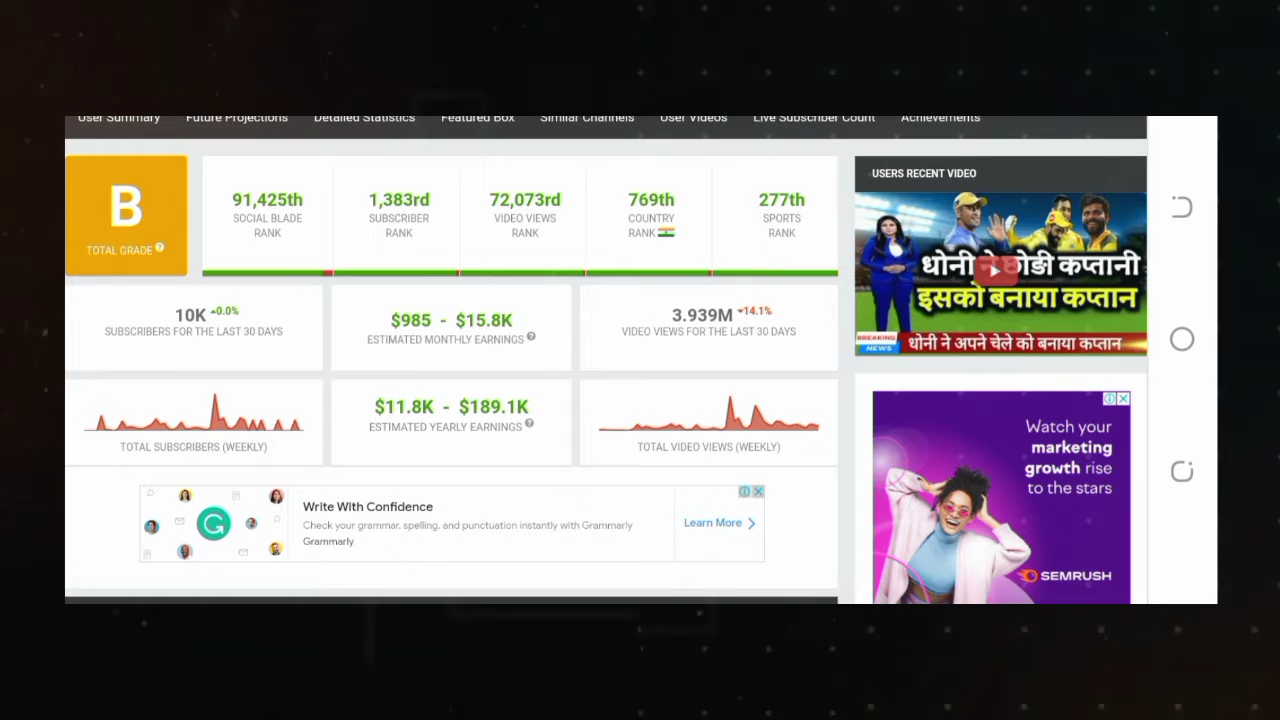 User Summary
Future Projections
Detailed Statistics
Featured Box
Similar Channels
User Videos
Live Subscriber Count
Achievements
B
TOTAL GRADE
91,425th
SOCIAL BLADE
RANK
1,383rd
SUBSCRIBER
RANK
72,073rd
VIDEO VIEWS
RANK
769th
COUNTRY
RANK
277th
SPORTS
RANK
10K 0.0%
SUBSCRIBERS FOR THE LAST 30 DAYS
$985 - $15.8K
ESTIMATED MONTHLY EARNINGS
3.939M 14.1%
VIDEO VIEWS FOR THE LAST 30 DAYS
TOTAL SUBSCRIBERS (WEEKLY)
$11.8K - $189.1K
ESTIMATED YEARLY EARNINGS
TOTAL VIDEO VIEWS (WEEKLY)
Write With Confidence
Check your grammar, spelling, and punctuation instantly with Grammarly
Grammarly
Learn More
USERS RECENT VIDEO
धोनी ने छोड़ी कप्तानी
इसको बनाया कप्तान
BREAKING
NEWS
धोनी ने अपने चेले को बनाया कप्तान
Watch your
marketing
growth rise
to the stars
SEMRUSH